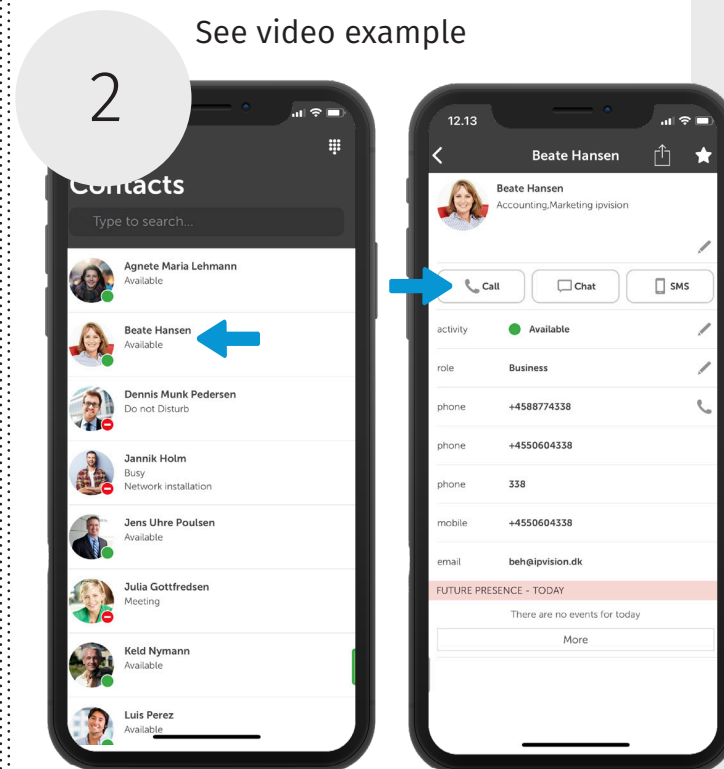 See video example
2
Contacts
Type to search...
Agnete Maria Lehmann
Available
Beate Hansen
Available
Dennis Munk Pedersen
Do not Disturb
Jannik Holm
Busy
Network installation
Jens Uhre Poulsen
Available
Julia Gottfredsen
Meeting
Keld Nymann
Available
Luis Perez
Available
12.13
Beate Hansen
Beate Hansen
Accounting,Marketing ipvision
Call Chat SMS
activity Available
role Business
phone +4588774338
phone +4550604338
phone 338
mobile +4550604338
email beh@ipvision.dk
FUTURE PRESENCE - TODAY
There are no events for today
More